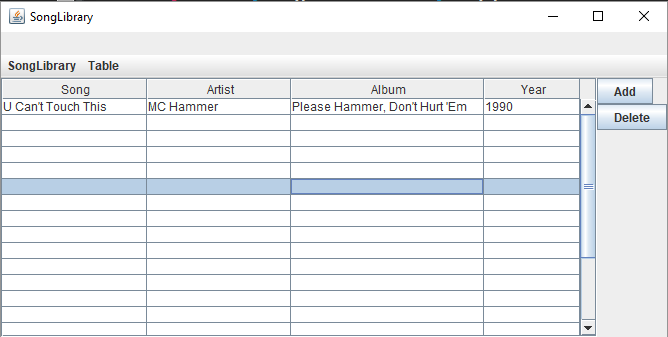 SongLibrary
SongLibrary Table
Song Artist Album Year Add
U Can't Touch This MC Hammer Please Hammer, Don't Hurt 'Em 1990
Delete